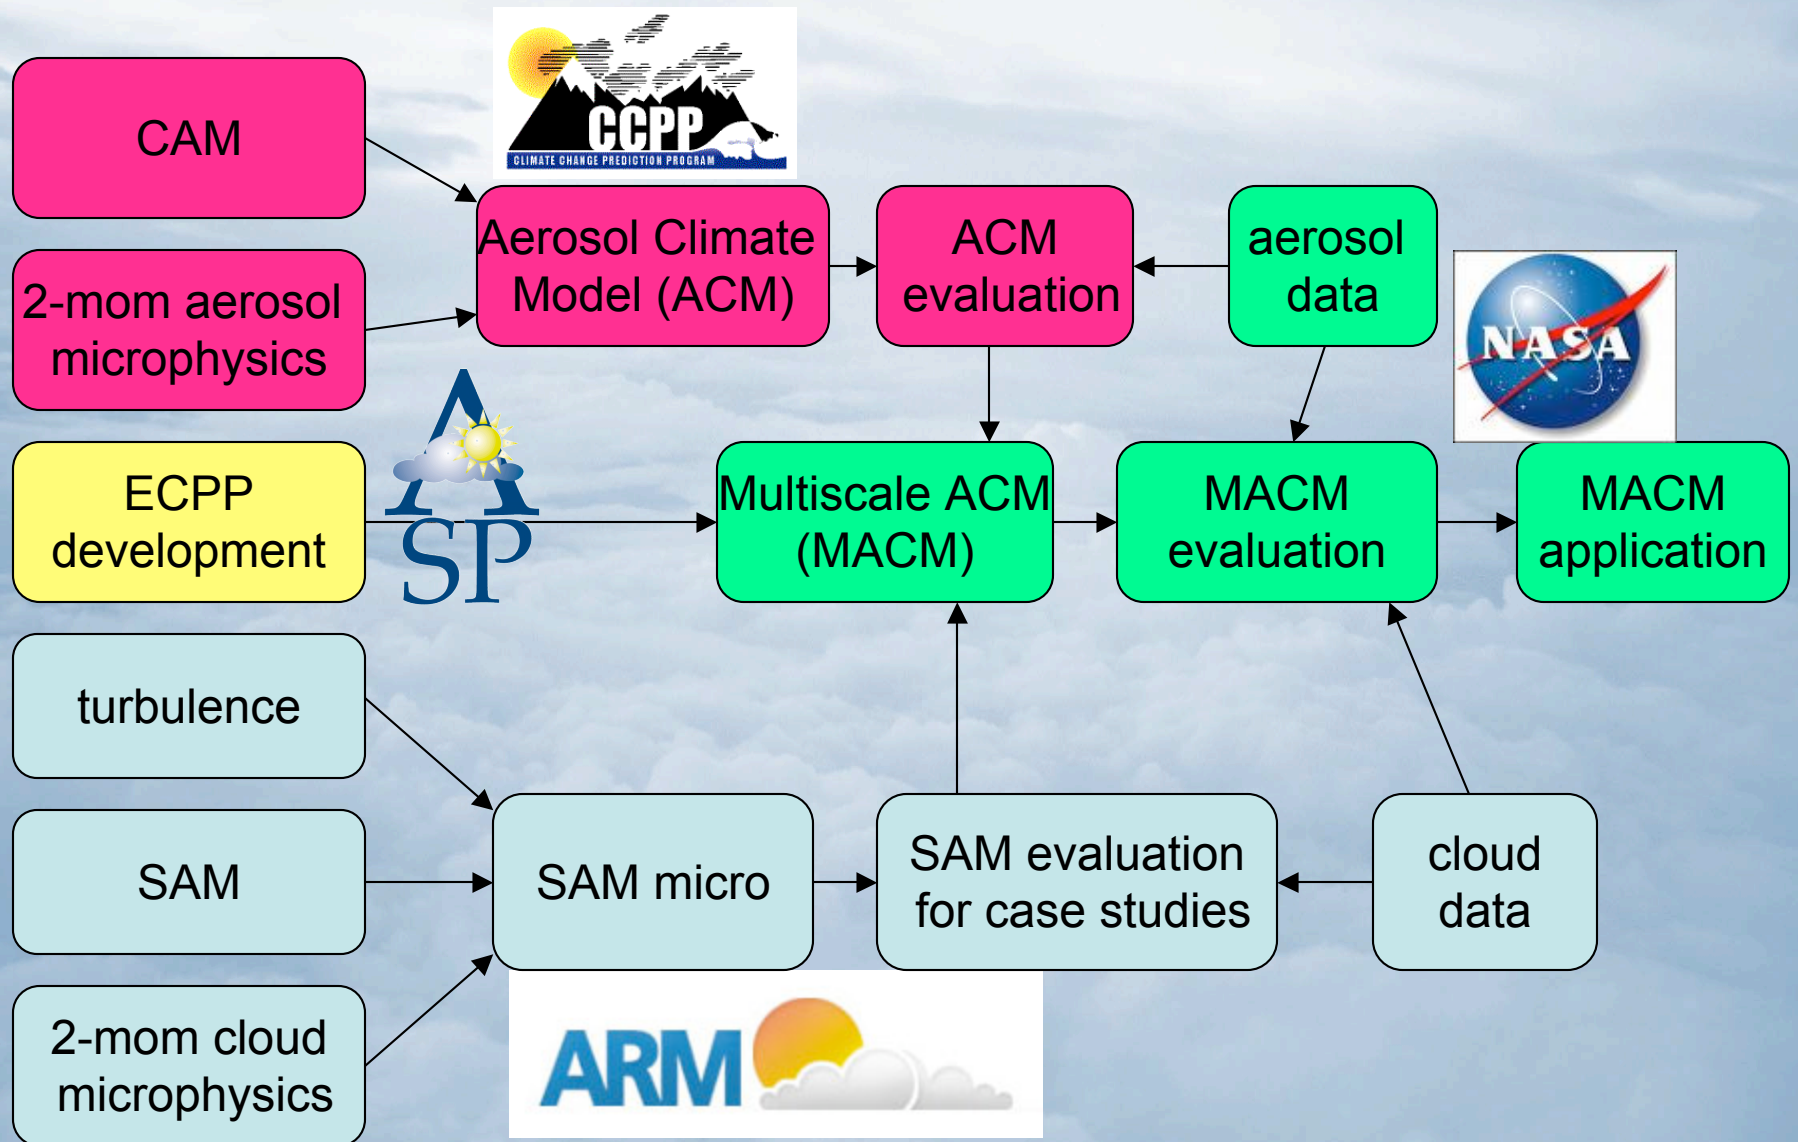 CCPP
CLIMATE CHANGE PREDICTION PROGRAM
CAM
Aerosol Climate
Model (ACM)
ACM
evaluation
aerosol
data
2-mom aerosol
microphysics
NASA
ECPP
development
A
SP
Multiscale ACM
(MACM)
MACM
evaluation
MACM
application
turbulence
SAM
SAM micro
SAM evaluation
for case studies
cloud
data
2-mom cloud
microphysics
ARM